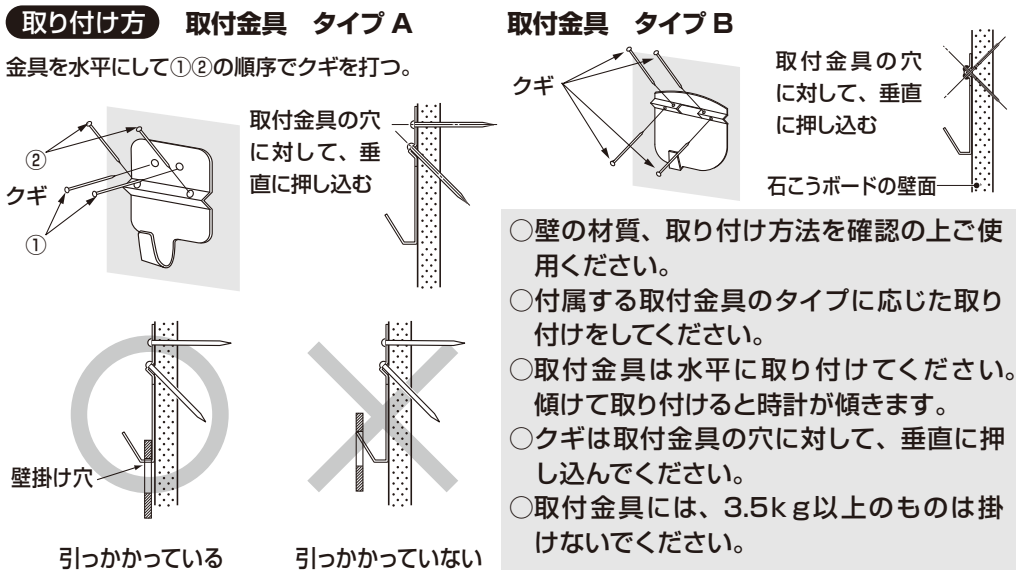 取り付け方 取付金具 タイプ A
金具を水平にして①②の順序でクギを打つ。
②
クギ
①
取付金具の穴
に対して、垂
直に押し込む
壁掛け穴
引っかかっている
引っかかっていない
取付金具 タイプ B
クギ
取付金具の穴
に対して、垂直
に押し込む
石こうボードの壁面
○壁の材質、取り付け方法を確認の上ご使
用ください。
○付属する取付金具のタイプに応じた取り
付けをしてください。
○取付金具は水平に取り付けてください。
傾けて取り付けると時計が傾きます。
○クギは取付金具の穴に対して、垂直に押
し込んでください。
○取付金具には、3.5kg以上のものは掛
けないでください。